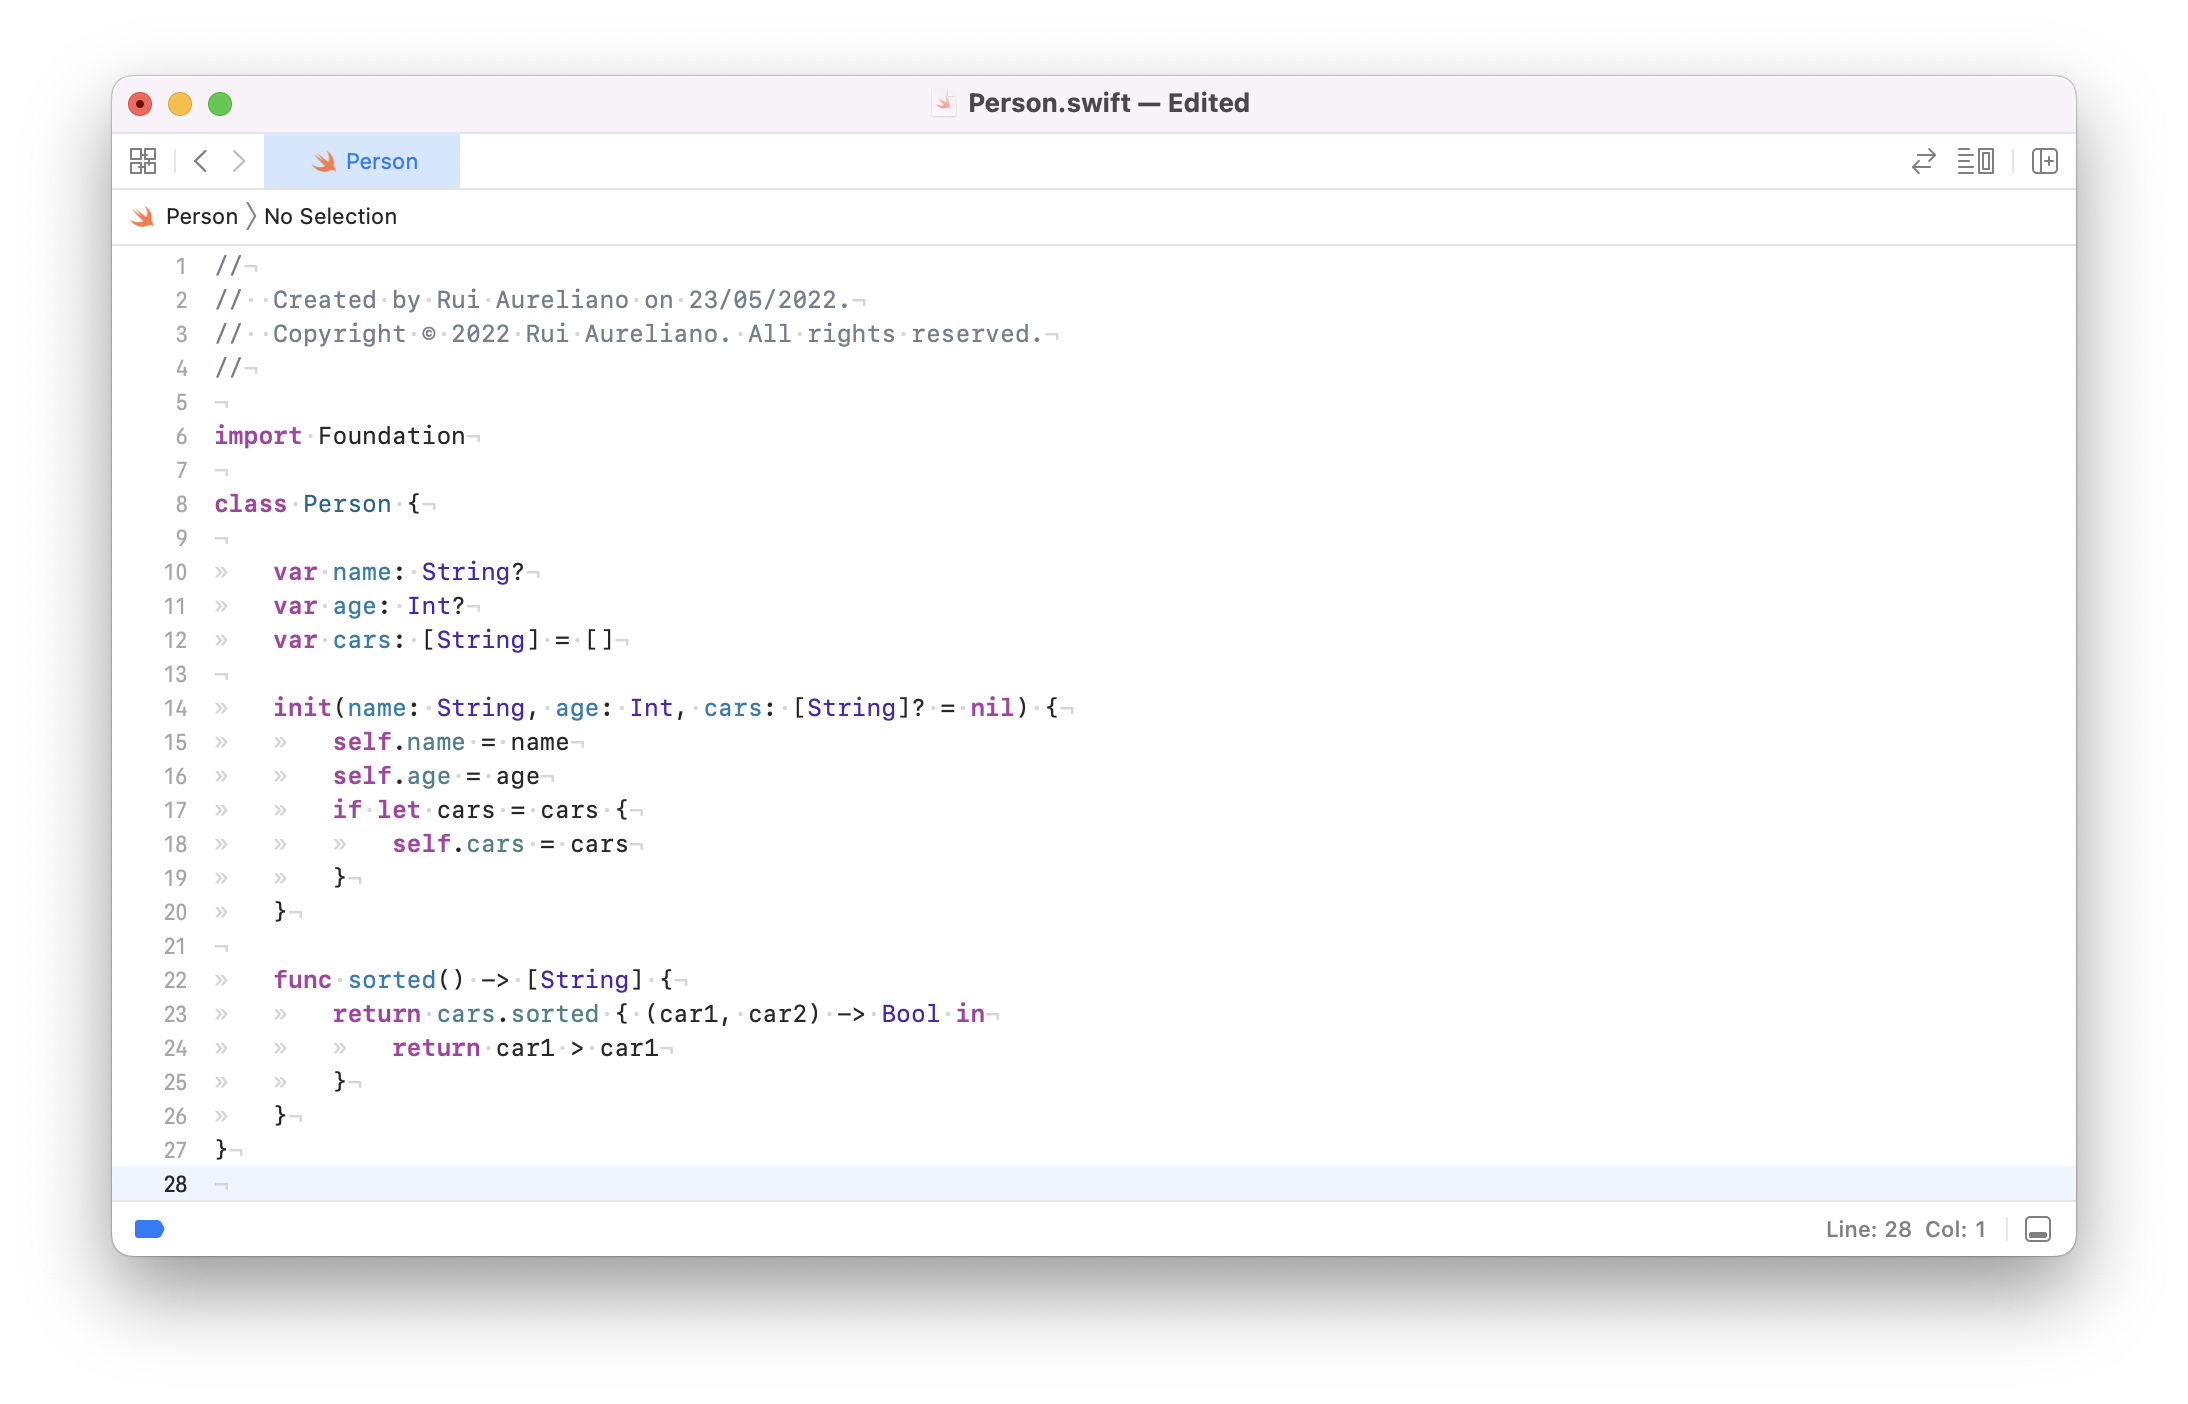 Person.swift — Edited
Person
Person 〉 No Selection
1 //
2 //  Created by Rui Aureliano on 23/05/2022.
3 //  Copyright © 2022 Rui Aureliano. All rights reserved.
4 //
5
6 import Foundation
7
8 class Person {
9
10     var name: String?
11     var age: Int?
12     var cars: [String] = []
13
14     init(name: String, age: Int, cars: [String]? = nil) {
15         self.name = name
16         self.age = age
17         if let cars = cars {
18             self.cars = cars
19         }
20     }
21
22     func sorted() -> [String] {
23         return cars.sorted { (car1, car2) -> Bool in
24             return car1 > car1
25         }
26     }
27 }
28
Line: 28 Col: 1